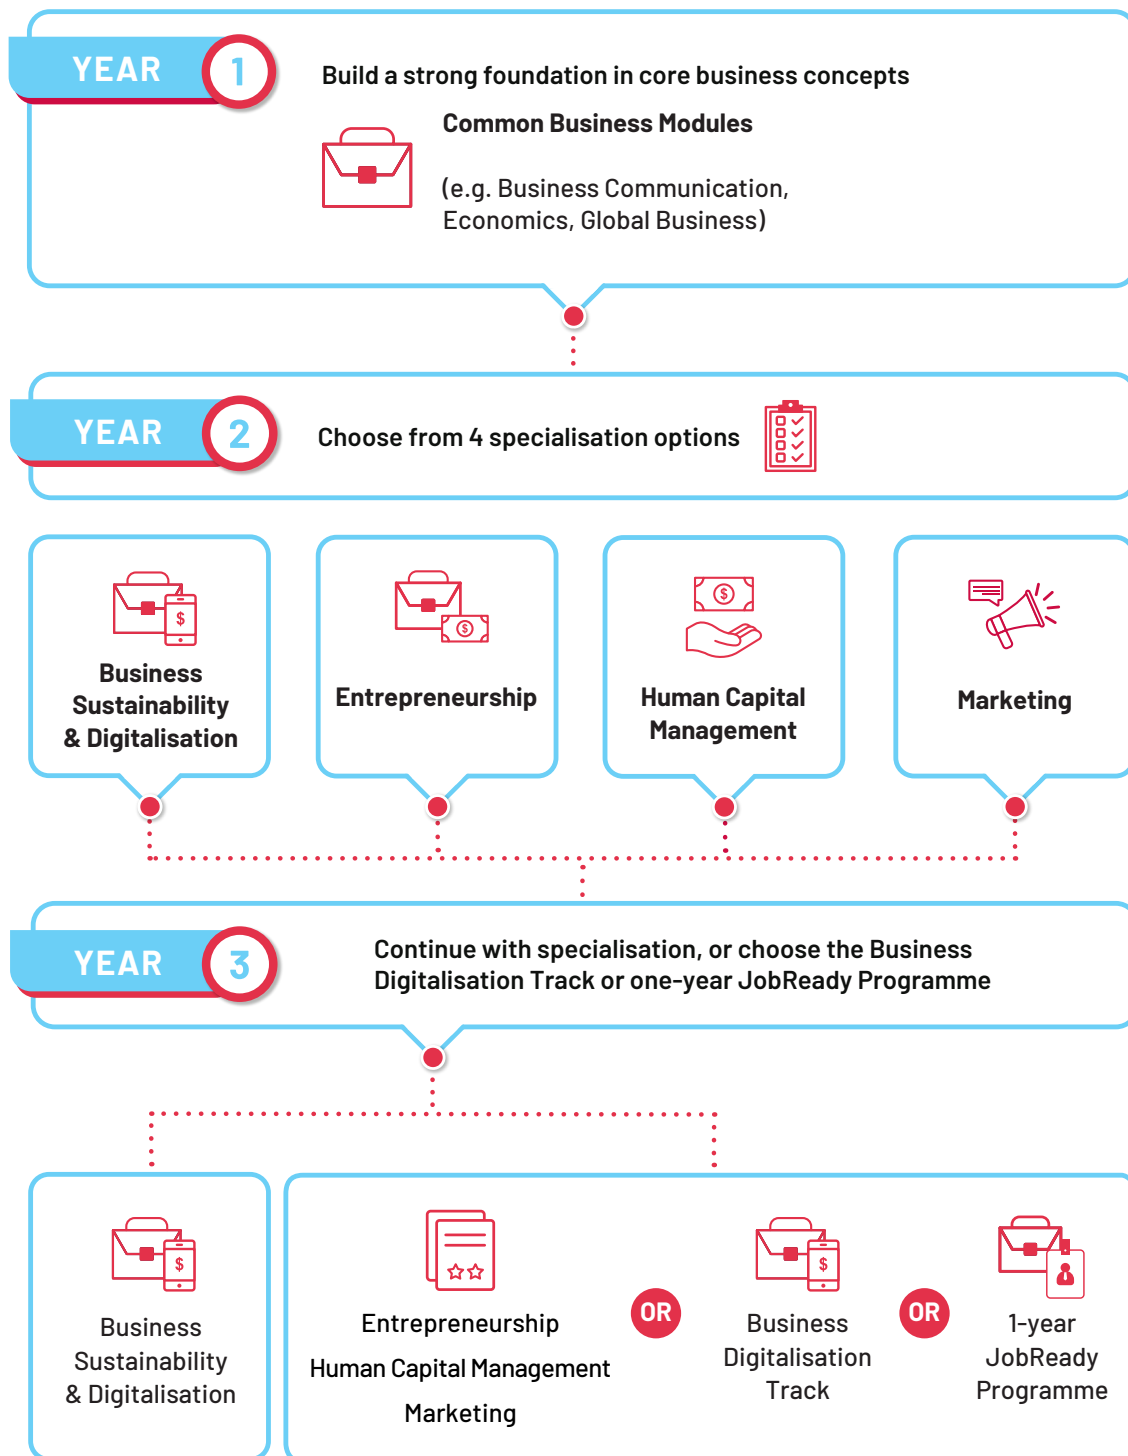 YEAR 1
Build a strong foundation in core business concepts
Common Business Modules
(e.g. Business Communication,
Economics, Global Business)
YEAR 2
Choose from 4 specialisation options
$
Business
Sustainability
& Digitalisation
$
Entrepreneurship
$
Human Capital
Management
Marketing
YEAR 3
Continue with specialisation, or choose the Business
Digitalisation Track or one-year JobReady Programme
$
Business
Sustainability
& Digitalisation
Entrepreneurship
Human Capital Management
Marketing
OR
$
Business
Digitalisation
Track
OR
1-year
JobReady
Programme